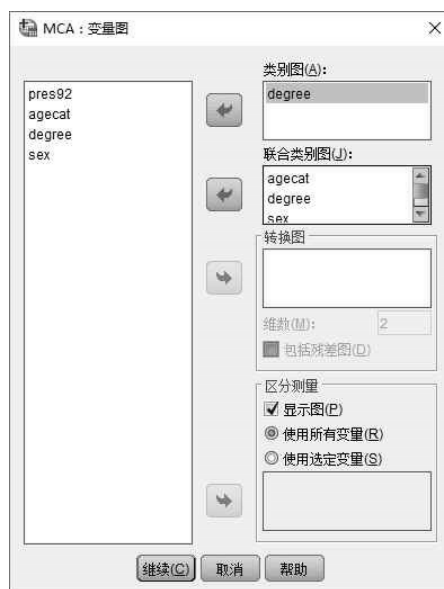 MCA：变量图
pres92
agecat
degree
sex
类别图(A)：
degree
联合类别图(J)：
agecat
degree
sex
转换图
维数(M)：
2
包括残差图(D)
区分测量
显示图(P)
使用所有变量(R)
使用选定变量(S)
继续(C)
取消
帮助